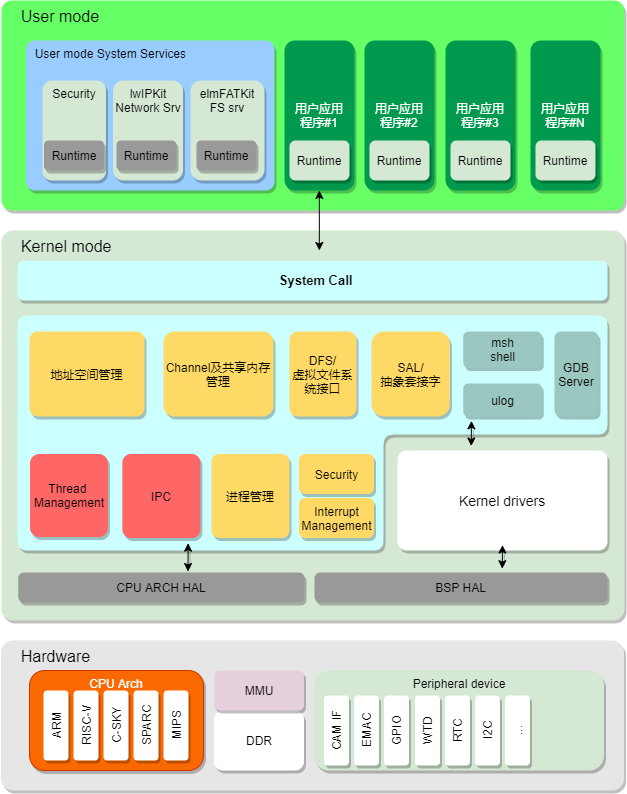 User mode
User mode System Services
Security
Runtime
lwIPKit
Network Srv
Runtime
elmFATKit
FS srv
Runtime
用户应用
程序#1
Runtime
用户应用
程序#2
Runtime
用户应用
程序#3
Runtime
用户应用
程序#N
Runtime
Kernel mode
System Call
地址空间管理
Channel及共享内存
管理
DFS/
虚拟文件系
统接口
SAL/
抽象套接字
msh
shell
ulog
GDB
Server
Thread
Management
IPC
进程管理
Security
Interrupt
Management
Kernel drivers
CPU ARCH HAL
BSP HAL
Hardware
CPU Arch
ARM
RISC-V
C-SKY
SPARC
MIPS
MMU
DDR
Peripheral device
CAM IF
EMAC
GPIO
WTD
RTC
I2C
...